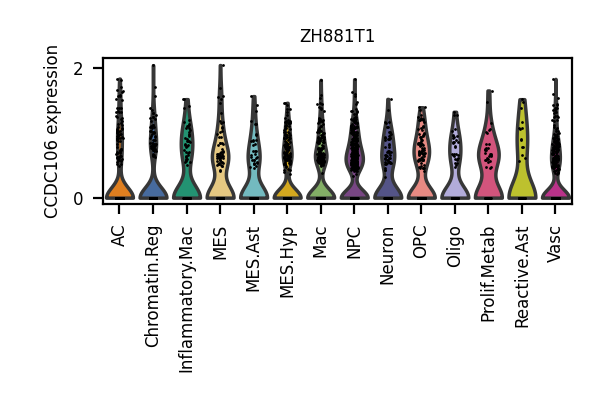 ZH881T1
CCDC106 expression
2
0
AC
Chromatin.Reg
Inflammatory.Mac
MES
MES.Ast
MES.Hyp
Mac
NPC
Neuron
OPC
Oligo
Prolif.Metab
Reactive.Ast
Vasc